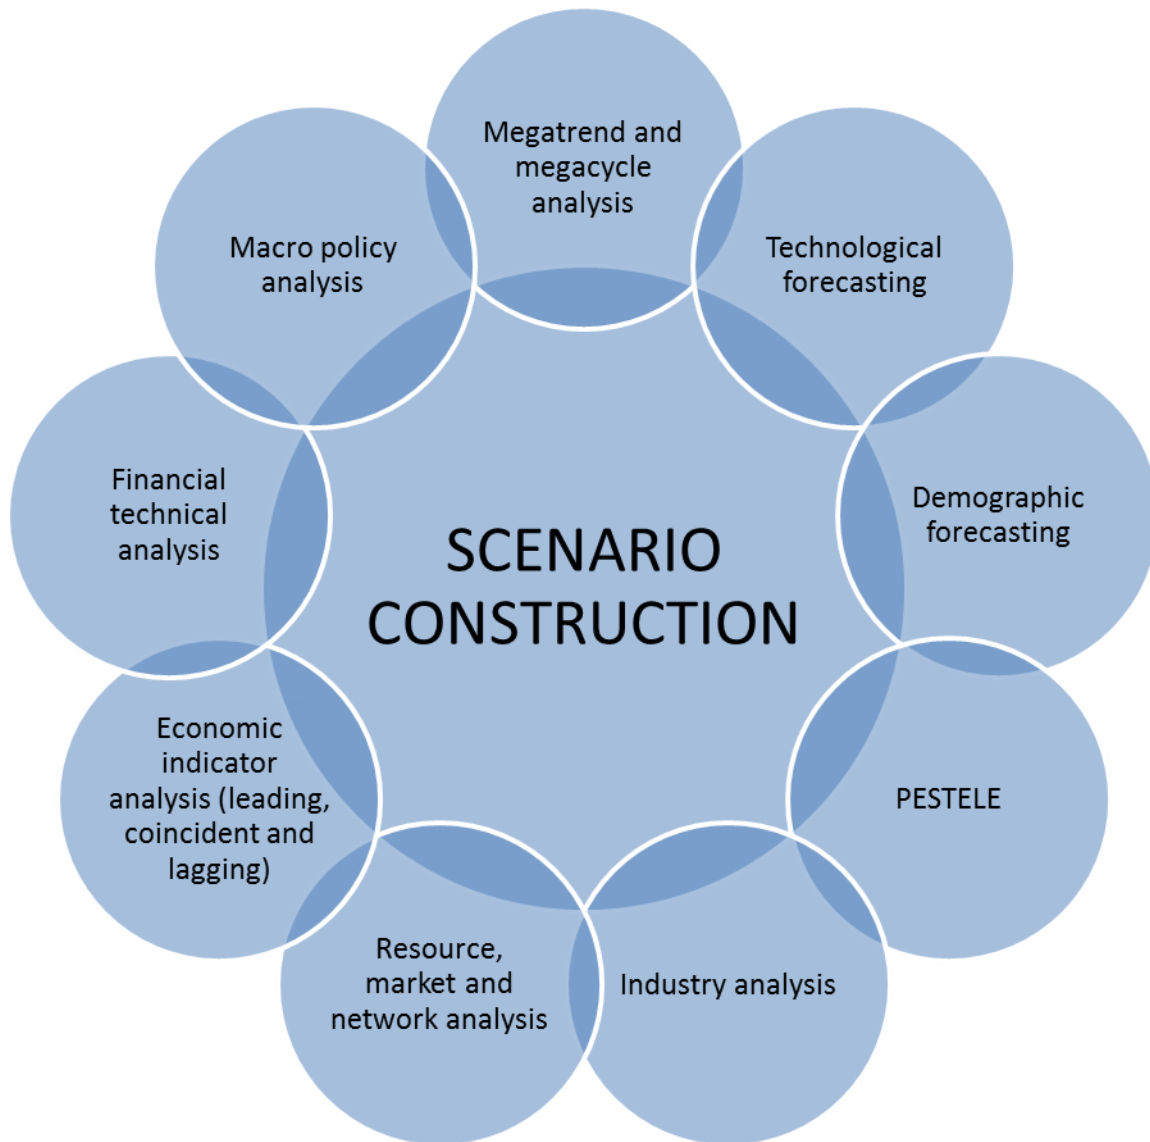 Megatrend and
megacycle
analysis
Technological
forecasting
Demographic
forecasting
PESTELE
Industry analysis
Resource,
market and
network analysis
Economic
indicator
analysis (leading,
coincident and
lagging)
Financial
technical
analysis
Macro policy
analysis
SCENARIO
CONSTRUCTION